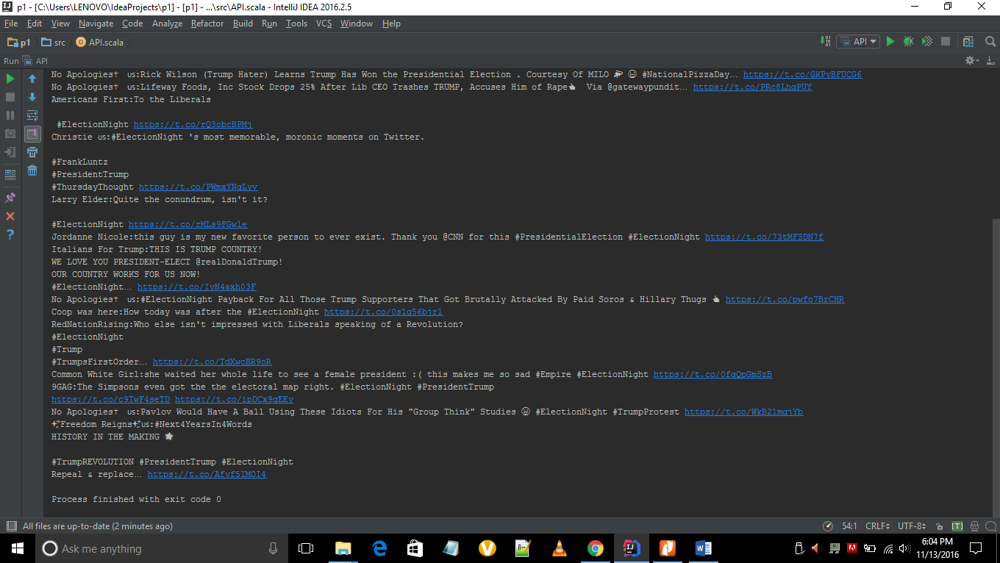 p1 - [C:\Users\LENOVO\IdeaProjects\p1] - [p1] - ...\src\API.scala - IntelliJ IDEA 2016.2.5
File Edit View Navigate Code Analyze Refactor Build Run Tools VCS Window Help
p1 src API.scala API
Run API
No Apologies† us:Rick Wilson (Trump Hater) Learns Trump Has Won the Presidential Election . Courtesy Of MILO #NationalPizzaDay… https://t.co/GKPvBFUCG6
No Apologies† us:Lifeway Foods, Inc Stock Drops 25% After Lib CEO Trashes TRUMP, Accuses Him of Rape Via @gatewaypundit… https://t.co/PRc8LhqPUY
Americans First:To the Liberals
#ElectionNight https://t.co/rQ3obcBPMj
Christie us:#ElectionNight 's most memorable, moronic moments on Twitter.
#FrankLuntz
#PresidentTrump
#ThursdayThought https://t.co/PWmxYNqLyv
Larry Elder:Quite the conundrum, isn't it?
#ElectionNight https://t.co/rMLs9FGwle
Jordanne Nicole:this guy is my new favorite person to ever exist. Thank you @CNN for this #PresidentialElection #ElectionNight https://t.co/73tMFSDN7f
Italians For Trump:THIS IS TRUMP COUNTRY!
WE LOVE YOU PRESIDENT-ELECT @realDonaldTrump!
OUR COUNTRY WORKS FOR US NOW!
#ElectionNight… https://t.co/IyN4axh03F
No Apologies† us:#ElectionNight Payback For All Those Trump Supporters That Got Brutally Attacked By Paid Soros & Hillary Thugs https://t.co/pwfo7BrCHR
Coop was here:How today was after the #ElectionNight https://t.co/0s1g56bjrl
RedNationRising:Who else isn't impressed with Liberals speaking of a Revolution?
#ElectionNight
#Trump
#TrumpsFirstOrder… https://t.co/TdXwcBR9oR
Common White Girl:she waited her whole life to see a female president :( this makes me so sad #Empire #ElectionNight https://t.co/0fqQpGmSzB
9GAG:The Simpsons even got the the electoral map right. #ElectionNight #PresidentTrump
https://t.co/c9TwF4seTD https://t.co/ipDCx9qEEy
No Apologies† us:Pavlov Would Have A Ball Using These Idiots For His "Group Think" Studies #ElectionNight #TrumpProtest https://t.co/WkB21mqjYb
Freedom Reigns us:#Next4YearsIn4Words
HISTORY IN THE MAKING
#TrumpREVOLUTION #PresidentTrump #ElectionNight
Repeal & replace… https://t.co/Afyf5IMOI4
Process finished with exit code 0
All files are up-to-date (2 minutes ago) 54:1 CRLF UTF-8 [T]
Ask me anything 6:04 PM
11/13/2016